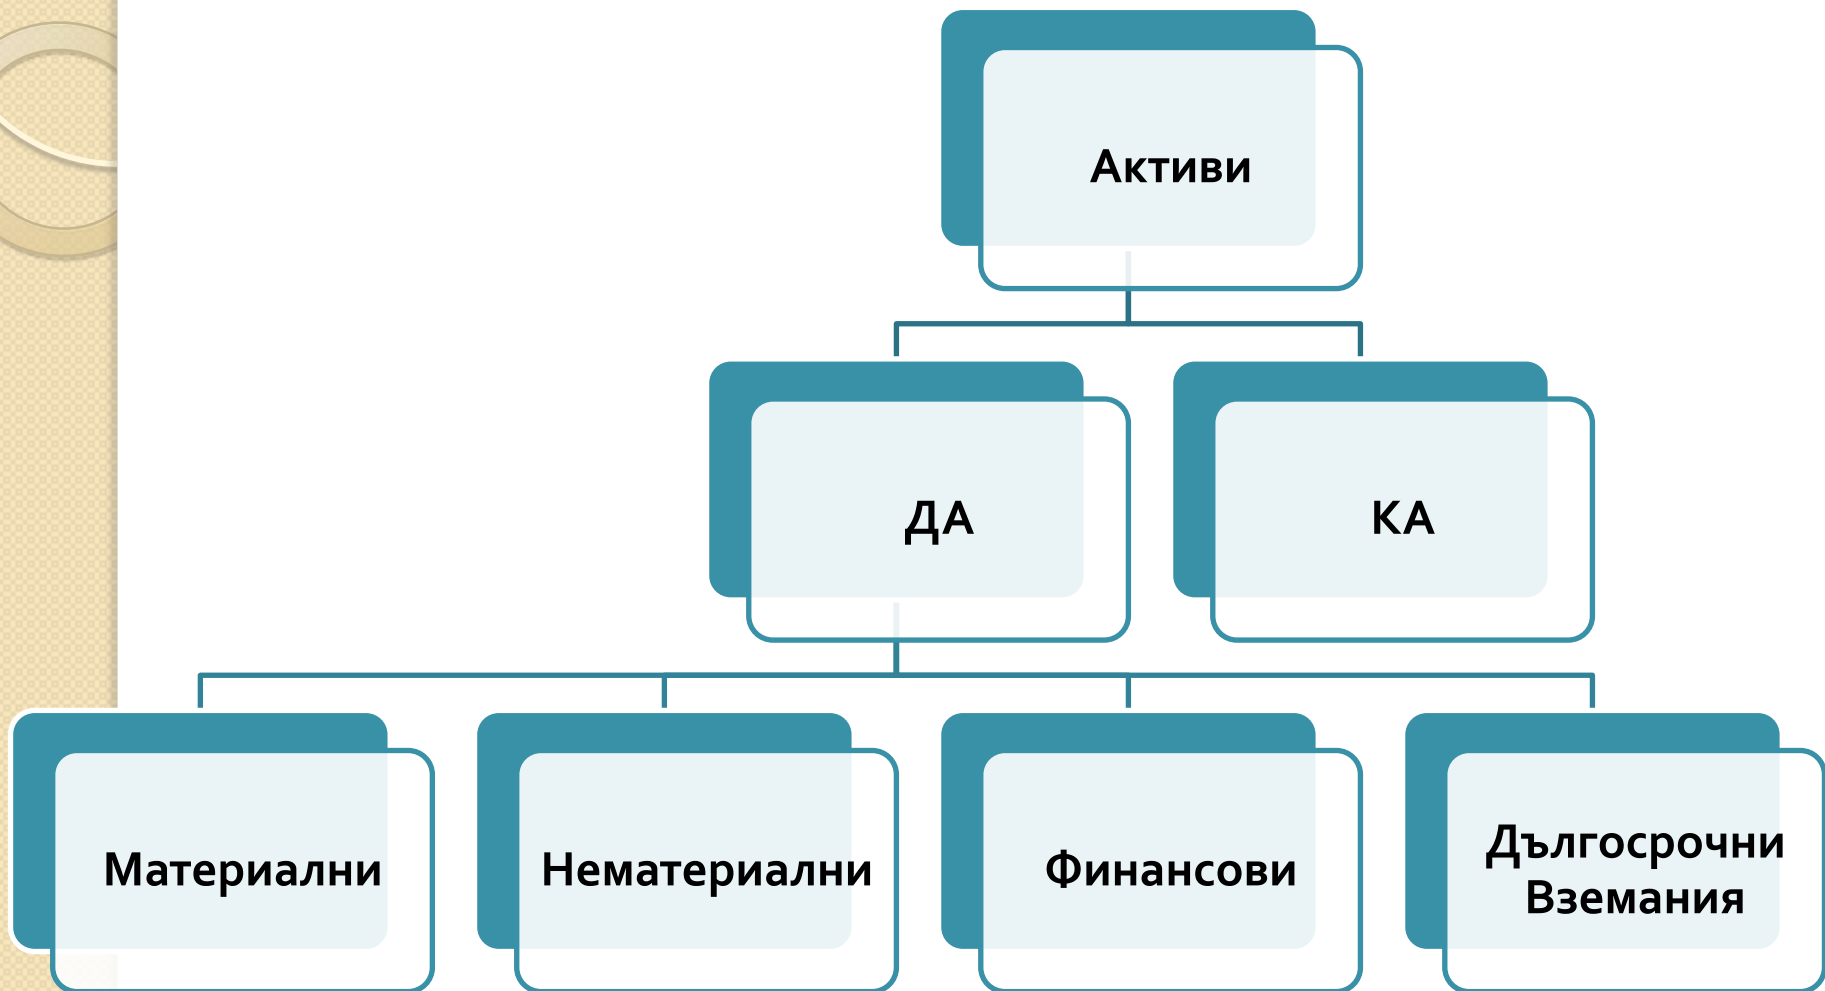 Активи
ДА
КА
Материални
Нематериални
Финансови
Дългосрочни
Вземания